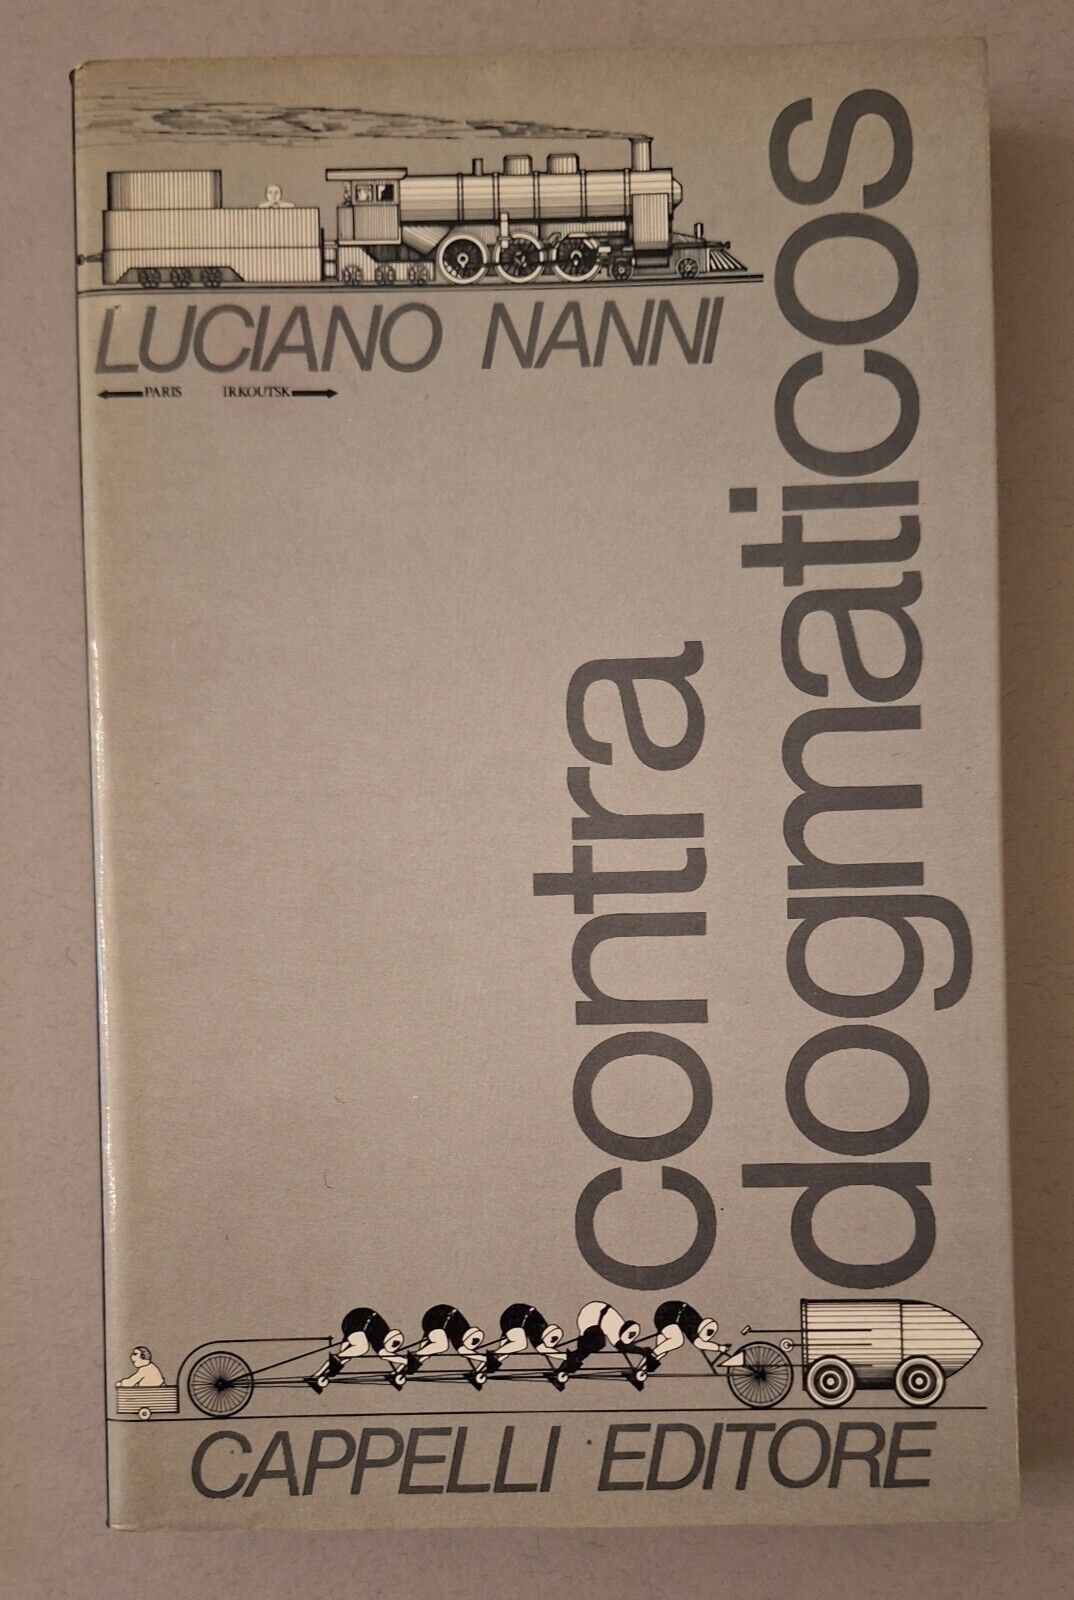 LUCIANO NANNI
PARIS IRKOUTSK
contra
dogmaticos
CAPPELLI EDITORE